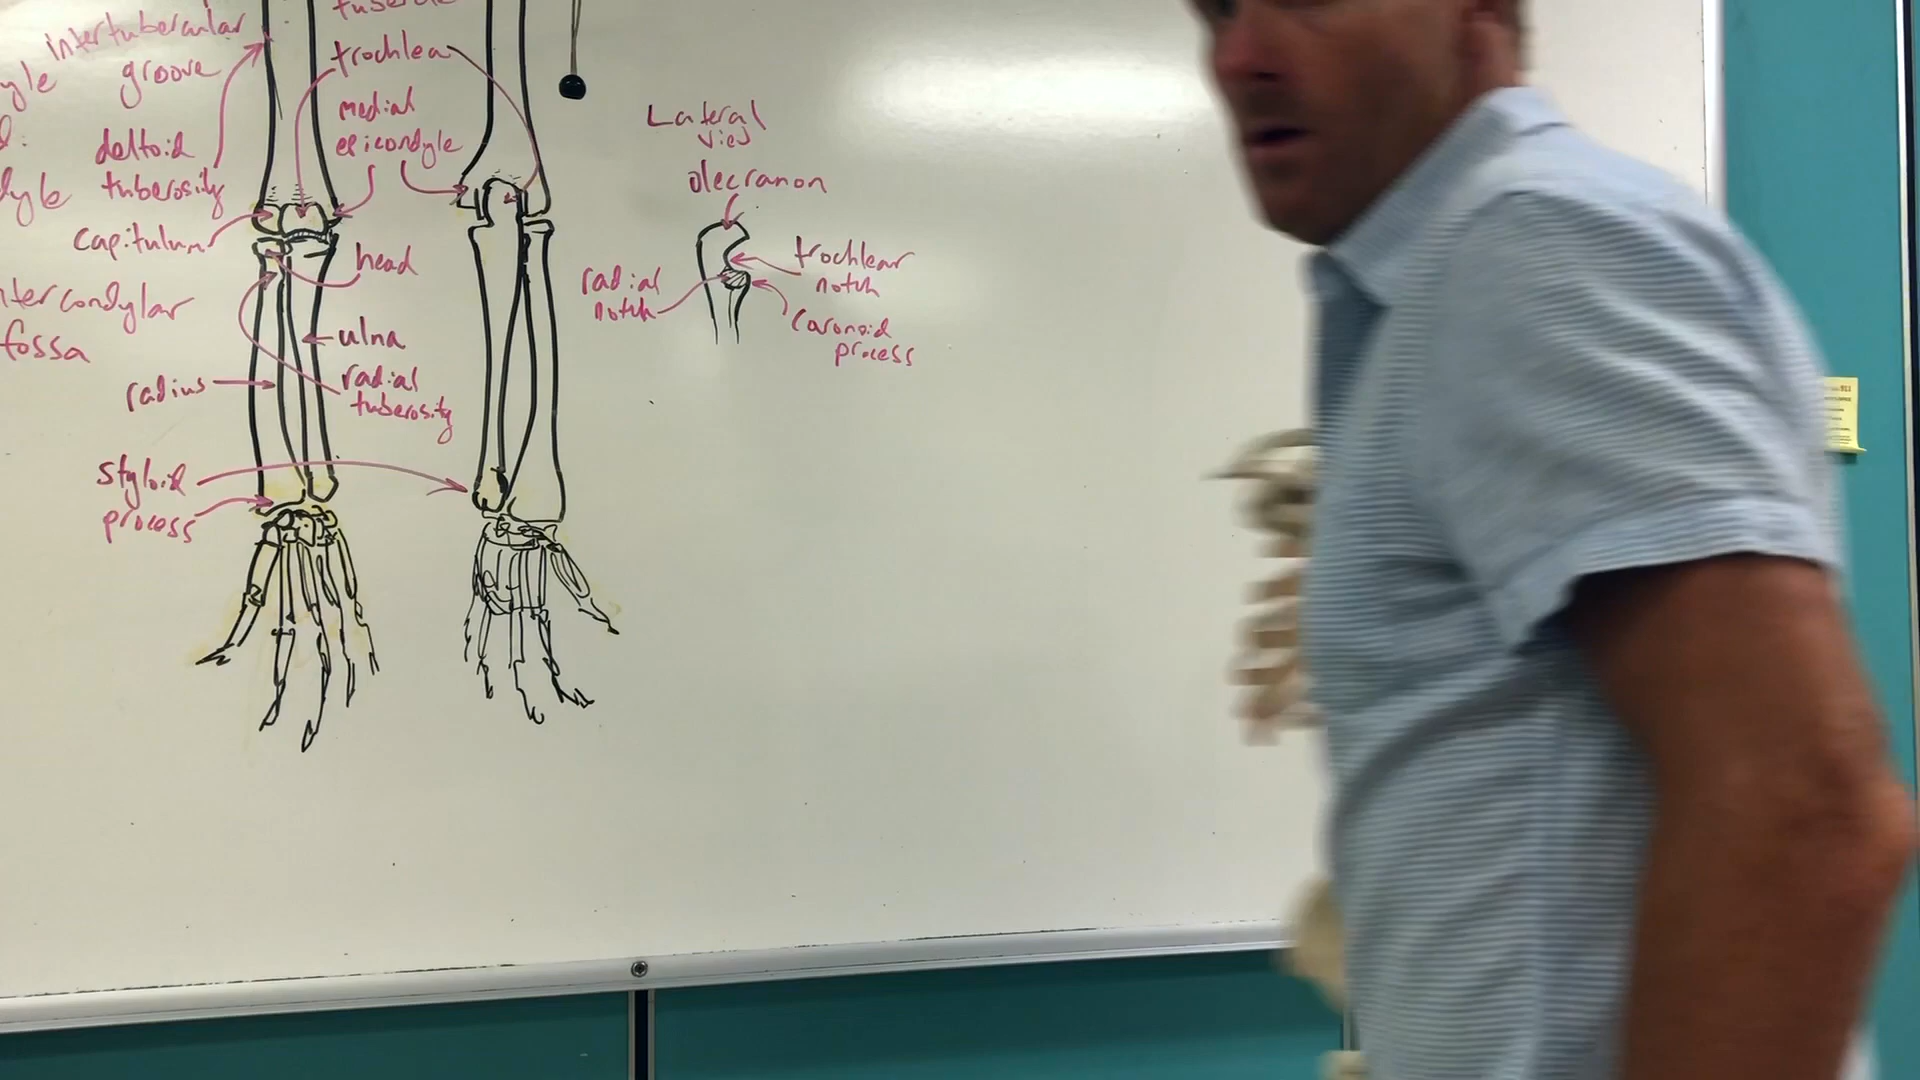 intertubercular
groove
deltoid
tuberosity
capitulum
trochlea
medial
epicondyle
head
intercondylar
fossa
ulna
radius
radial
tuberosity
styloid
process
Lateral
View
olecranon
trochlear
notch
radial
notch
Coronoid
process